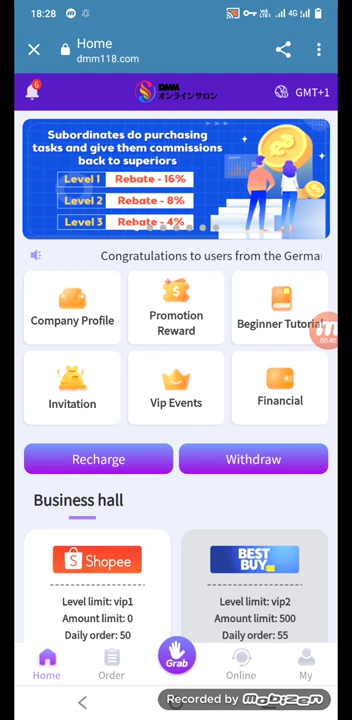 18:28
4G
Home
dmm118.com
6
DMM
オンラインサロン
GMT+1
Subordinates do purchasing
tasks and give them commissions
back to superiors
Level 1 Rebate - 16%
Level 2 Rebate - 8%
Level 3 Rebate - 4%
Congratulations to users from the Germa
Company Profile
Promotion
Reward
Beginner Tutorial
00:40
Invitation
Vip Events
Financial
Recharge
Withdraw
Business hall
Shopee
BEST
BUY
Level limit: vip1
Level limit: vip2
Amount limit: 0
Amount limit: 500
Daily order: 50
Daily order: 55
Home
Order
Grab
Online
My
Recorded by mobizen